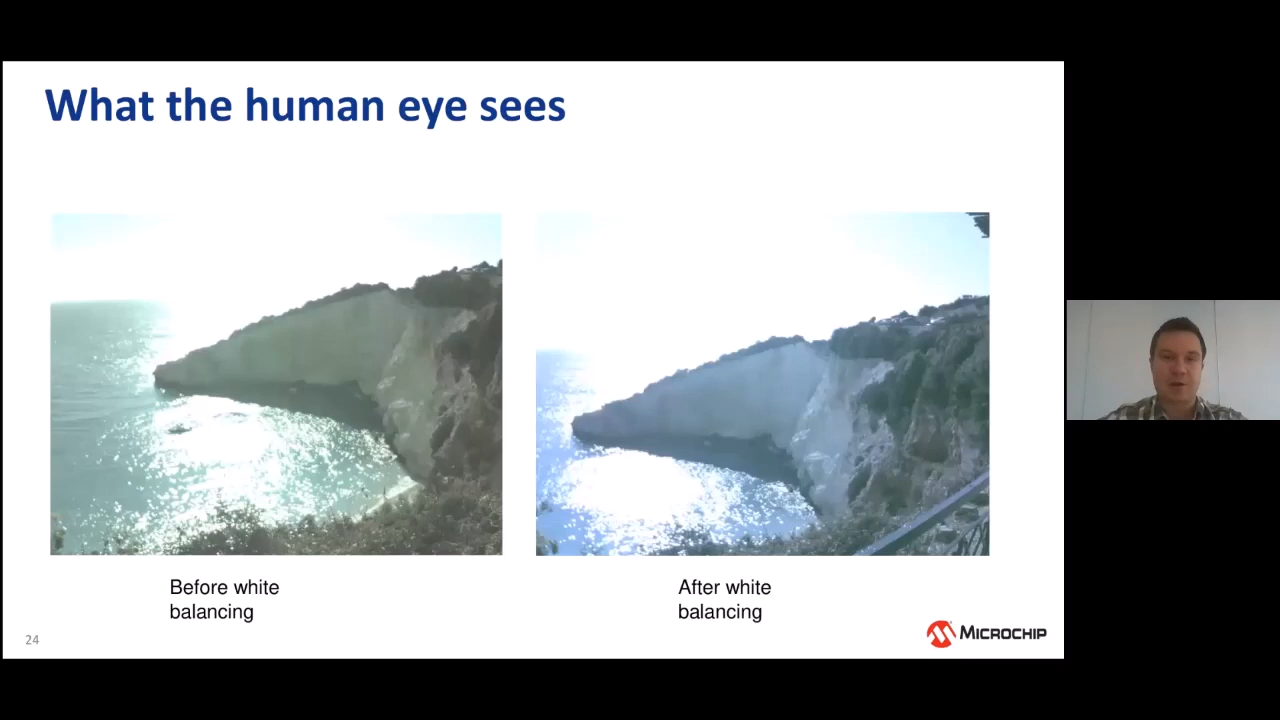 What the human eye sees
Before white
balancing
After white
balancing
24
MICROCHIP